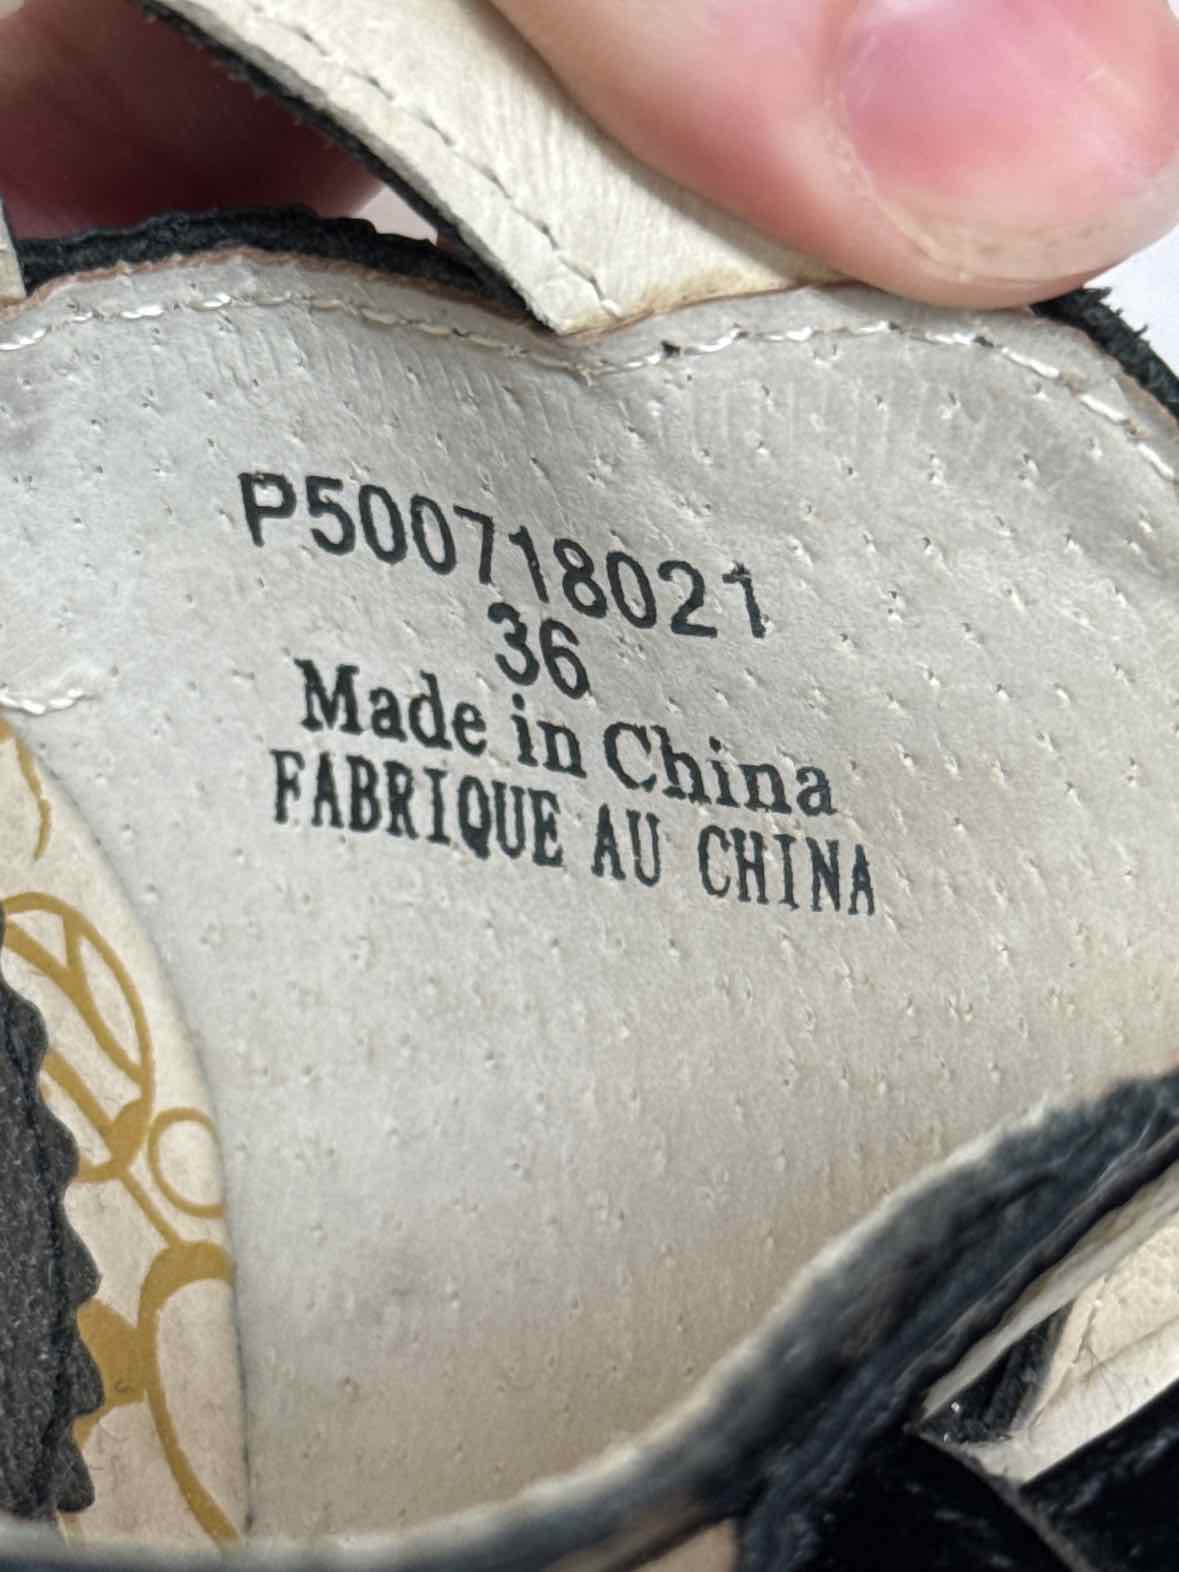 P500718021
36
Made in China
FABRIQUE AU CHINA